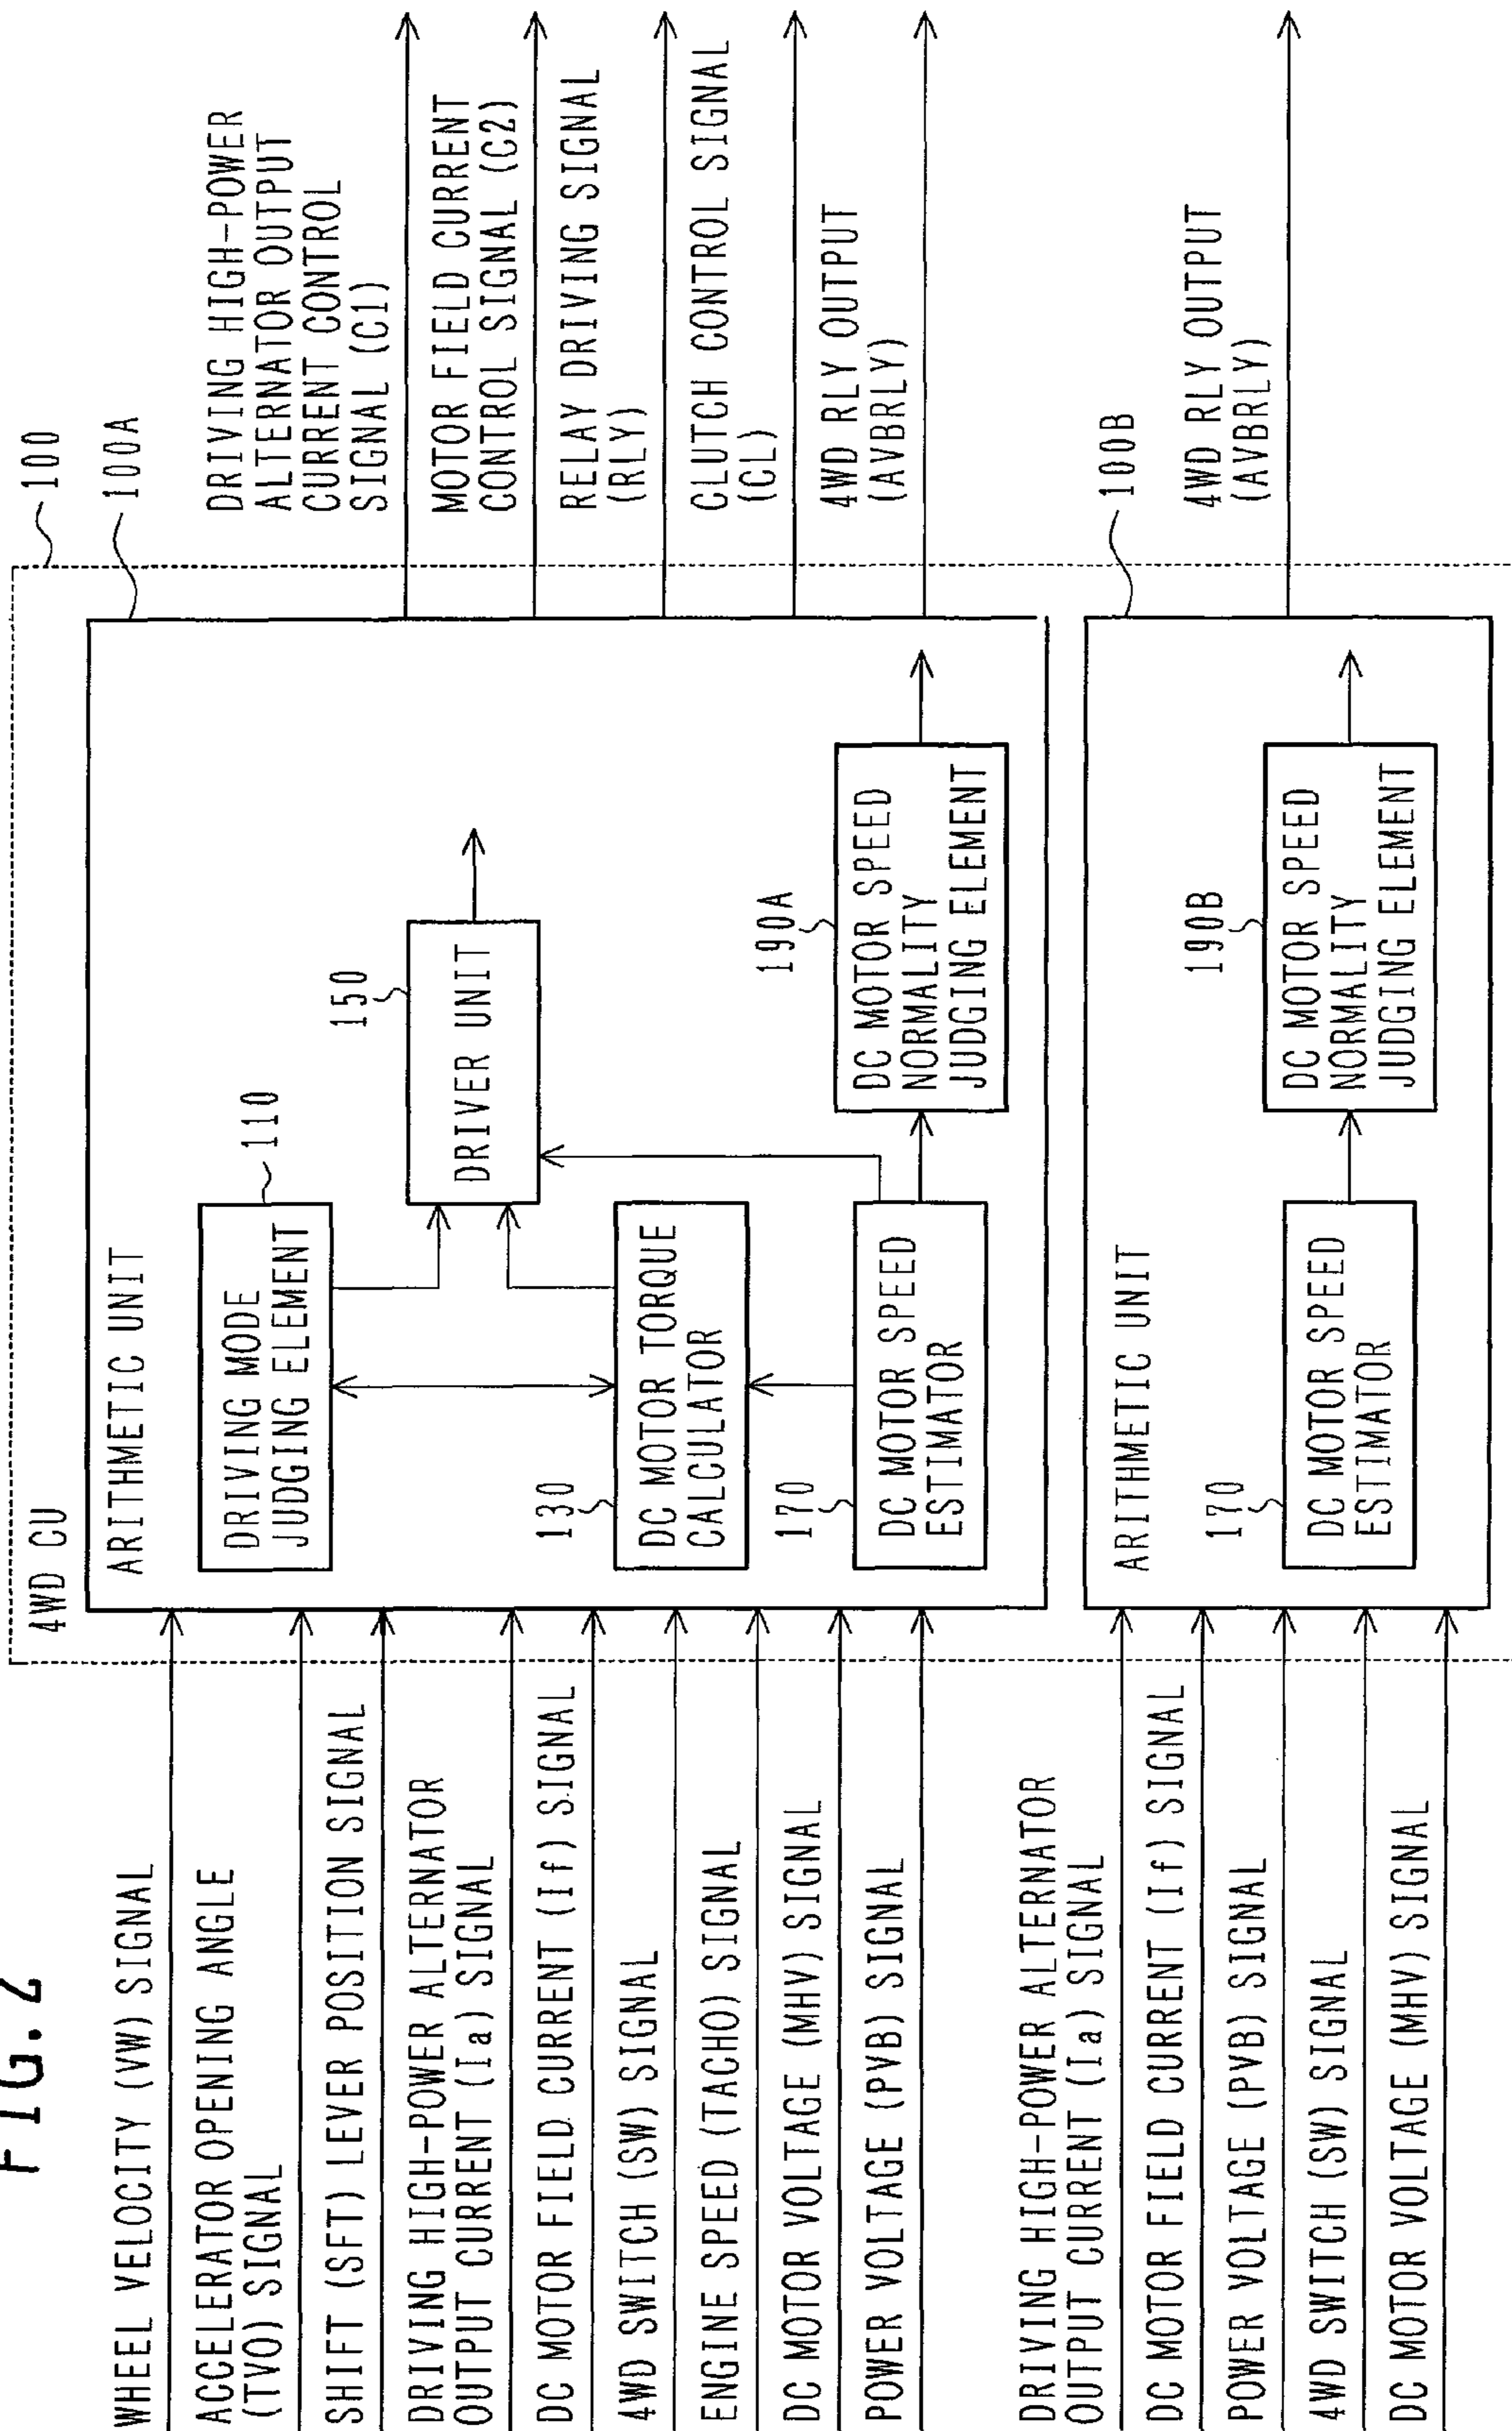 FIG. 2
WHEEL VELOCITY (VW) SIGNAL
ACCELERATOR OPENING ANGLE
(TVO) SIGNAL
SHIFT (SFT) LEVER POSITION SIGNAL
DRIVING HIGH-POWER ALTERNATOR
OUTPUT CURRENT (Ia) SIGNAL
DC MOTOR FIELD CURRENT (If) SIGNAL
4WD SWITCH (SW) SIGNAL
ENGINE SPEED (TACHO) SIGNAL
DC MOTOR VOLTAGE (MHV) SIGNAL
POWER VOLTAGE (PVB) SIGNAL
DRIVING HIGH-POWER ALTERNATOR
OUTPUT CURRENT (Ia) SIGNAL
DC MOTOR FIELD CURRENT (If) SIGNAL
POWER VOLTAGE (PVB) SIGNAL
4WD SWITCH (SW) SIGNAL
DC MOTOR VOLTAGE (MHV) SIGNAL
4WD CU
100
100A
ARITHMETIC UNIT
110
DRIVING MODE
JUDGING ELEMENT
150
DRIVER UNIT
130
DC MOTOR TORQUE
CALCULATOR
170
DC MOTOR SPEED
ESTIMATOR
190A
DC MOTOR SPEED
NORMALITY
JUDGING ELEMENT
100B
ARITHMETIC UNIT
170
DC MOTOR SPEED
ESTIMATOR
190B
DC MOTOR SPEED
NORMALITY
JUDGING ELEMENT
DRIVING HIGH-POWER
ALTERNATOR OUTPUT
CURRENT CONTROL
SIGNAL (C1)
MOTOR FIELD CURRENT
CONTROL SIGNAL (C2)
RELAY DRIVING SIGNAL
(RLY)
CLUTCH CONTROL SIGNAL
(CL)
4WD RLY OUTPUT
(AVBRLY)
4WD RLY OUTPUT
(AVBRLY)